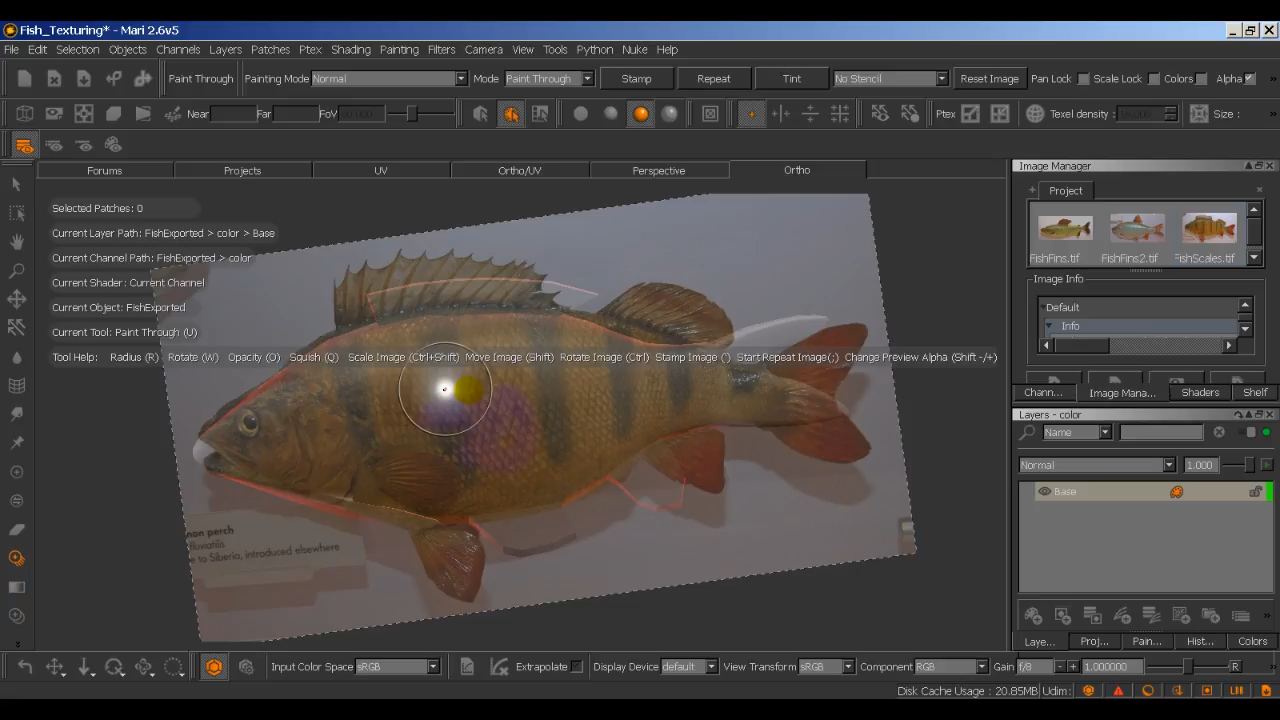 Fish_Texturing* - Mari 2.6v5
File Edit Selection Objects Channels Layers Patches Ptex Shading Painting Filters Camera View Tools Python Nuke Help
Paint Through Painting Mode Normal Mode Paint Through Stamp Repeat Tint No Stencil Reset Image Pan Lock Scale Lock Colors Alpha
Near Far FoV Ptex Texel density : Size :
Forums Projects UV Ortho/UV Perspective Ortho
Image Manager
Project
Selected Patches: 0
Current Layer Path: FishExported > color > Base
Current Channel Path: FishExported > color
Current Shader: Current Channel
Current Object: FishExported
Current Tool: Paint Through (U)
Tool Help: Radius (R) Rotate (W) Opacity (O) Squish (Q) Scale Image (Ctrl+Shift) Move Image (Shift) Rotate Image (Ctrl) Stamp Image (') Start Repeat Image(;) Change Preview Alpha (Shift -/+)
FishFins.tif FishFins2.tif FishScales.tif
Image Info
Default
Info
Chann... Image Mana... Shaders Shelf
Layers - color
Name
Normal 1.000
Base
mon perch
fluviatilis
e to Siberia, introduced elsewhere
Laye... Proj... Pain... Hist... Colors
Input Color Space sRGB Extrapolate Display Device default View Transform sRGB Component RGB Gain f/8 - + 1.000000 R
Disk Cache Usage : 20.85MB Udim: